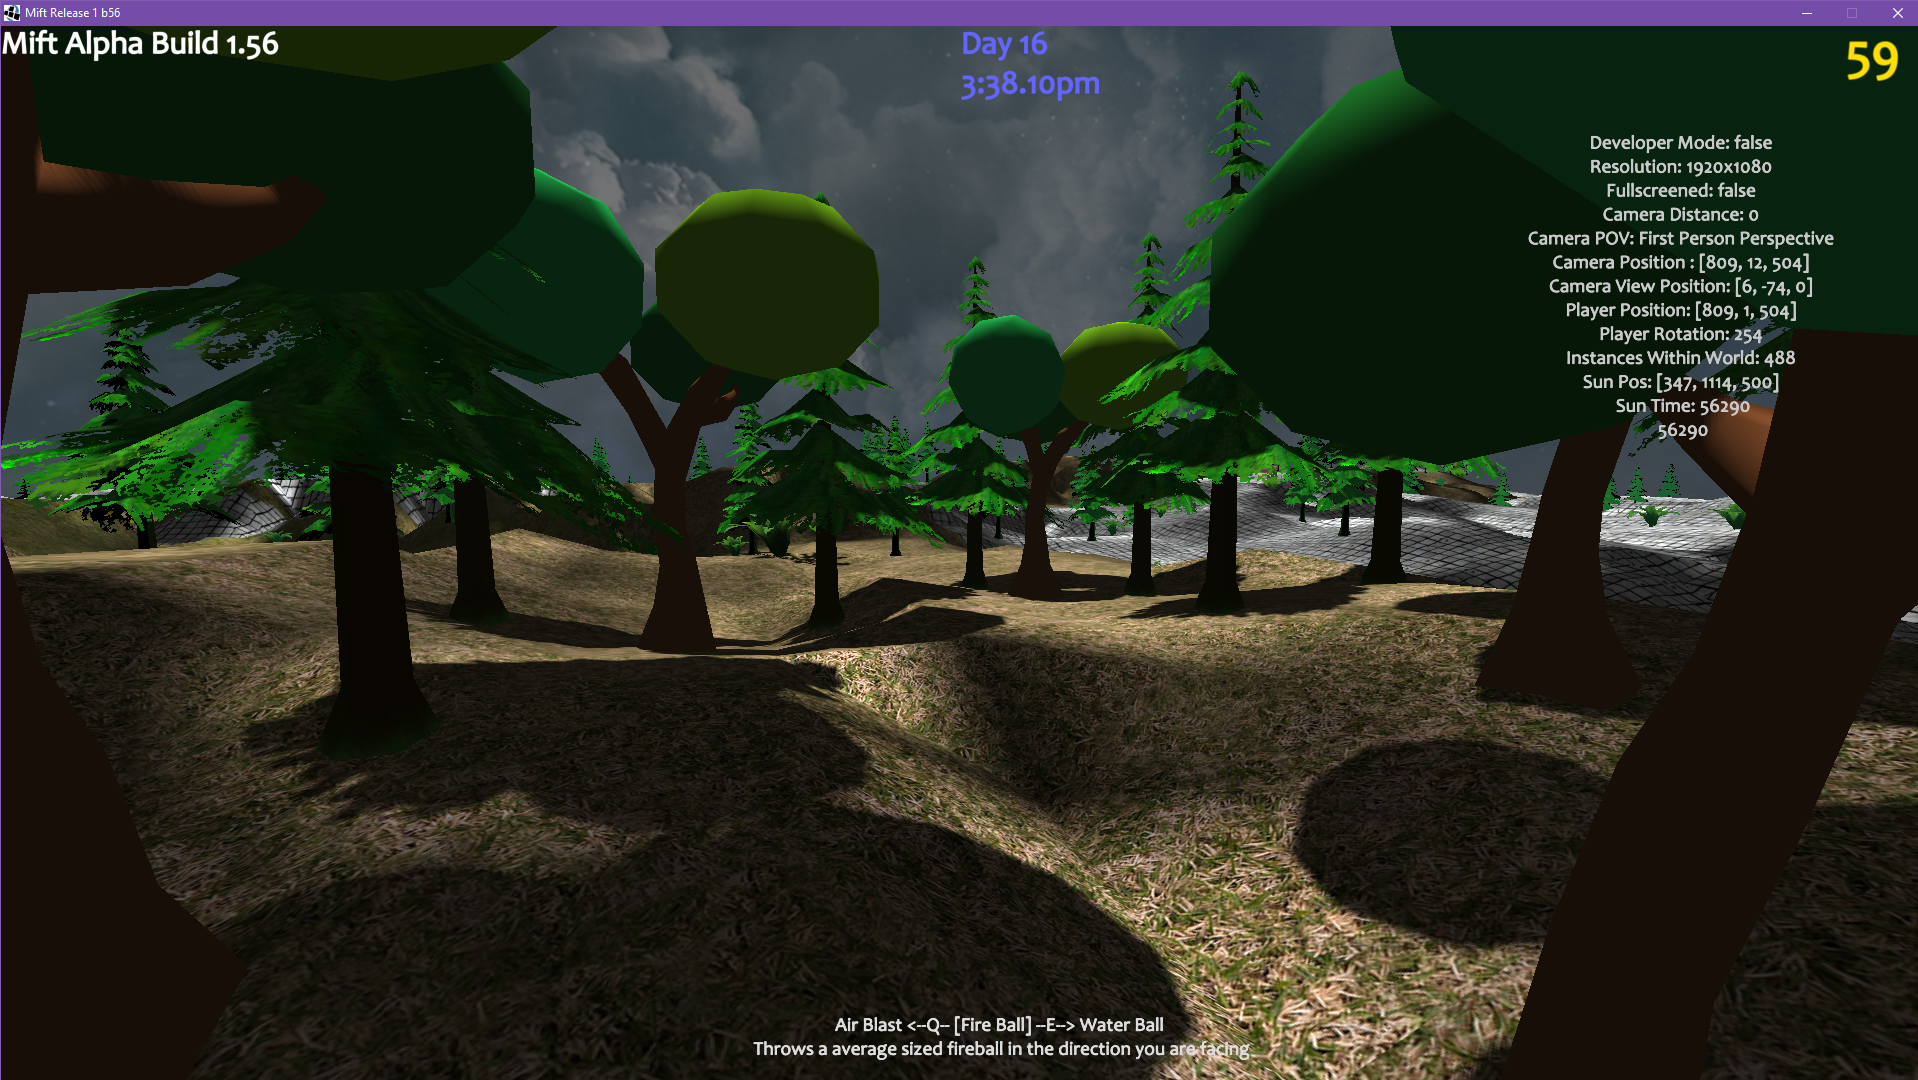 Mift Release 1 b56
Mift Alpha Build 1.56
Day 16
3:38.10pm
59
Developer Mode: false
Resolution: 1920x1080
Fullscreened: false
Camera Distance: 0
Camera POV: First Person Perspective
Camera Position : [809, 12, 504]
Camera View Position: [6, -74, 0]
Player Position: [809, 1, 504]
Player Rotation: 254
Instances Within World: 488
Sun Pos: [347, 1114, 500]
Sun Time: 56290
56290
Air Blast <--Q-- [Fire Ball] --E--> Water Ball
Throws a average sized fireball in the direction you are facing